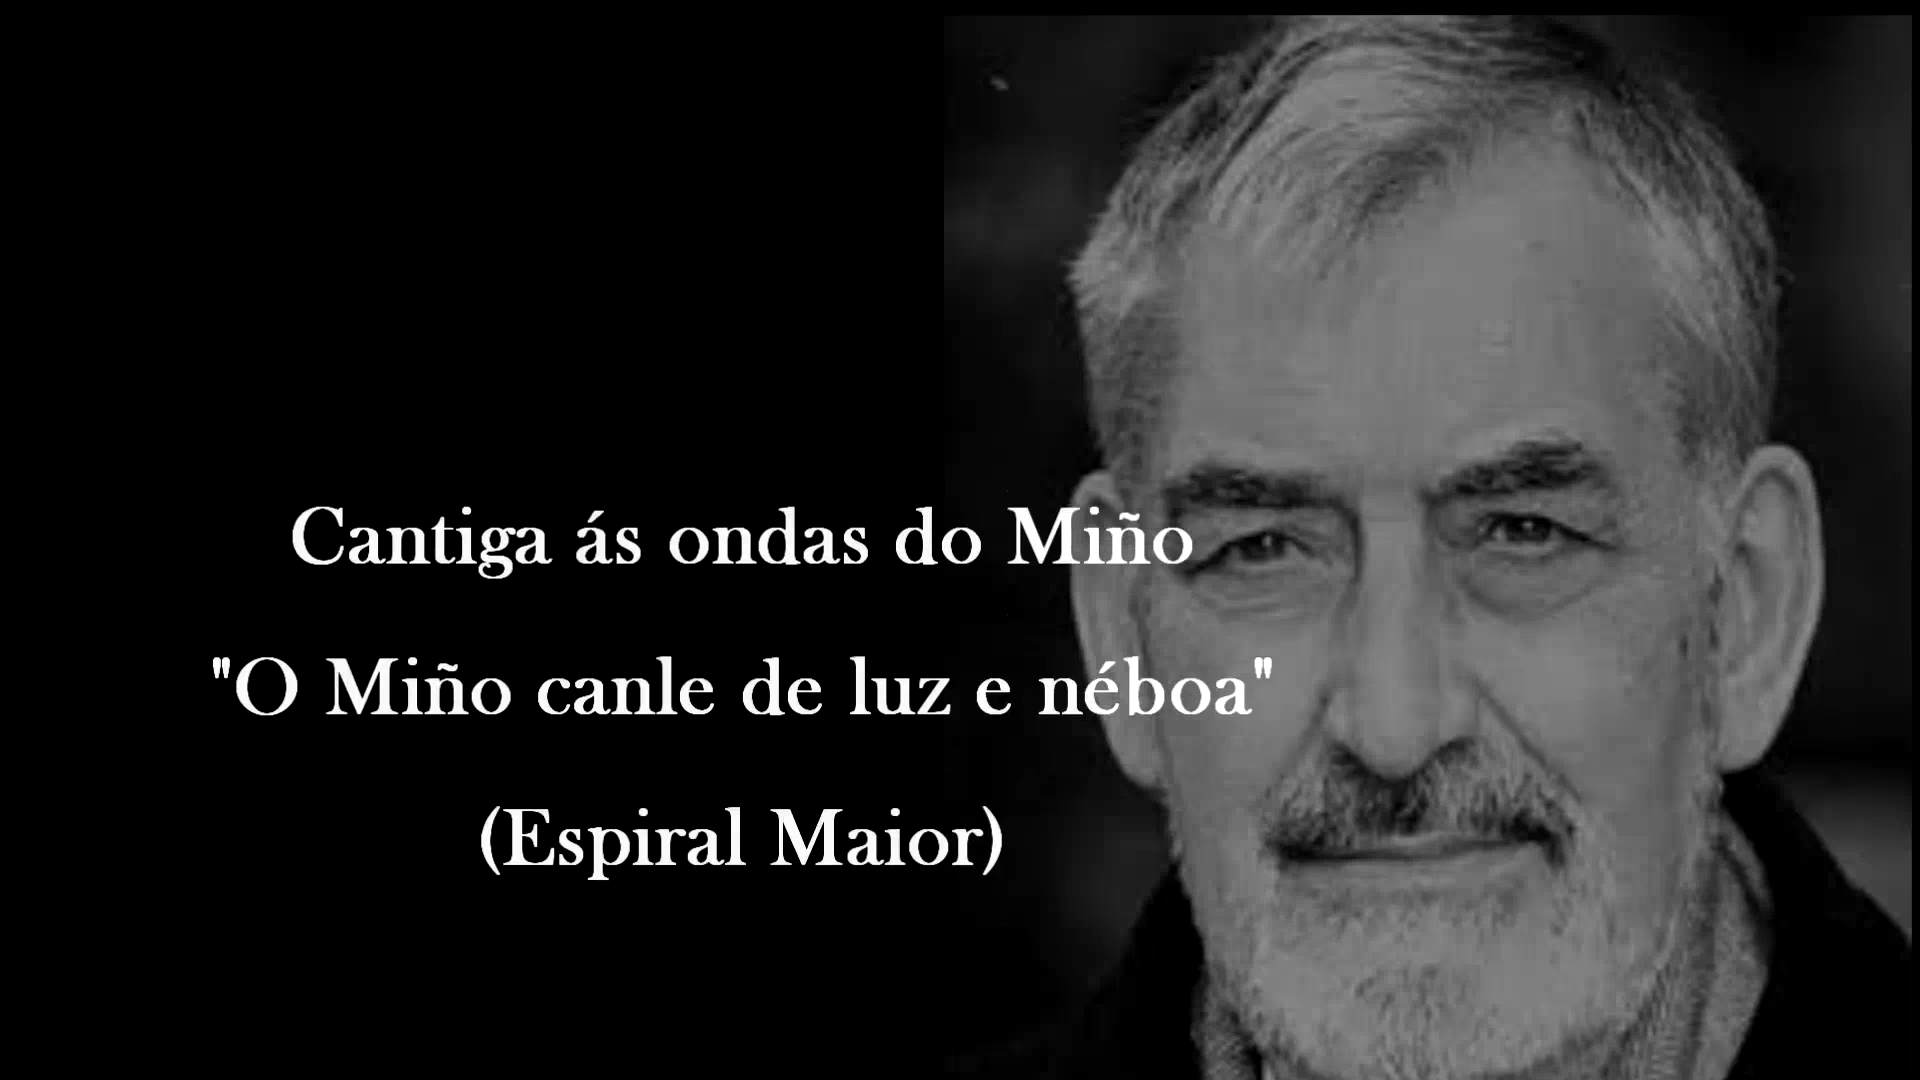 Cantiga ás ondas do Miño
"O Miño canle de luz e néboa"
(Espiral Maior)